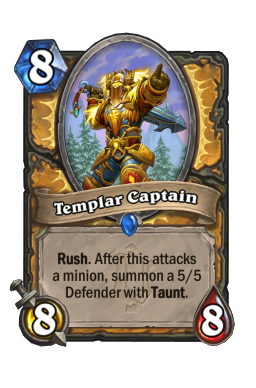 8
Templar Captain
Rush. After this attacks
a minion, summon a 5/5
Defender with Taunt.
8
8